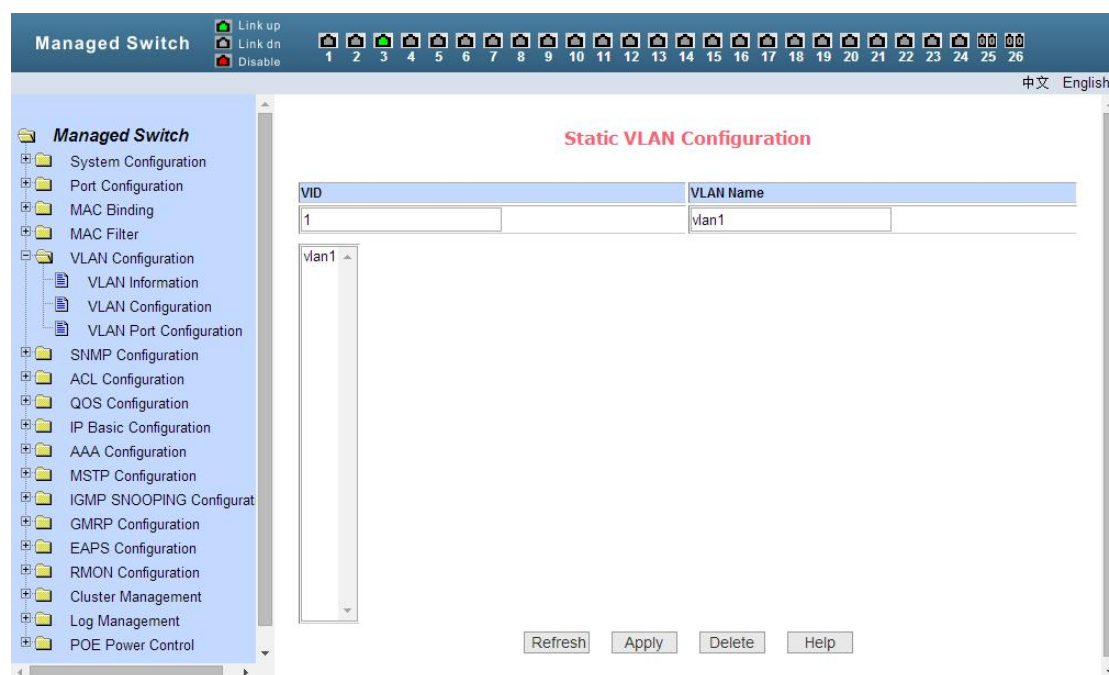 Managed Switch
Link up
Link dn
Disable
1 2 3 4 5 6 7 8 9 10 11 12 13 14 15 16 17 18 19 20 21 22 23 24 25 26
中文 English
Managed Switch
System Configuration
Port Configuration
MAC Binding
MAC Filter
VLAN Configuration
VLAN Information
VLAN Configuration
VLAN Port Configuration
SNMP Configuration
ACL Configuration
QOS Configuration
IP Basic Configuration
AAA Configuration
MSTP Configuration
IGMP SNOOPING Configurat
GMRP Configuration
EAPS Configuration
RMON Configuration
Cluster Management
Log Management
POE Power Control
Static VLAN Configuration
VID VLAN Name
1 vlan1
vlan1
Refresh Apply Delete Help